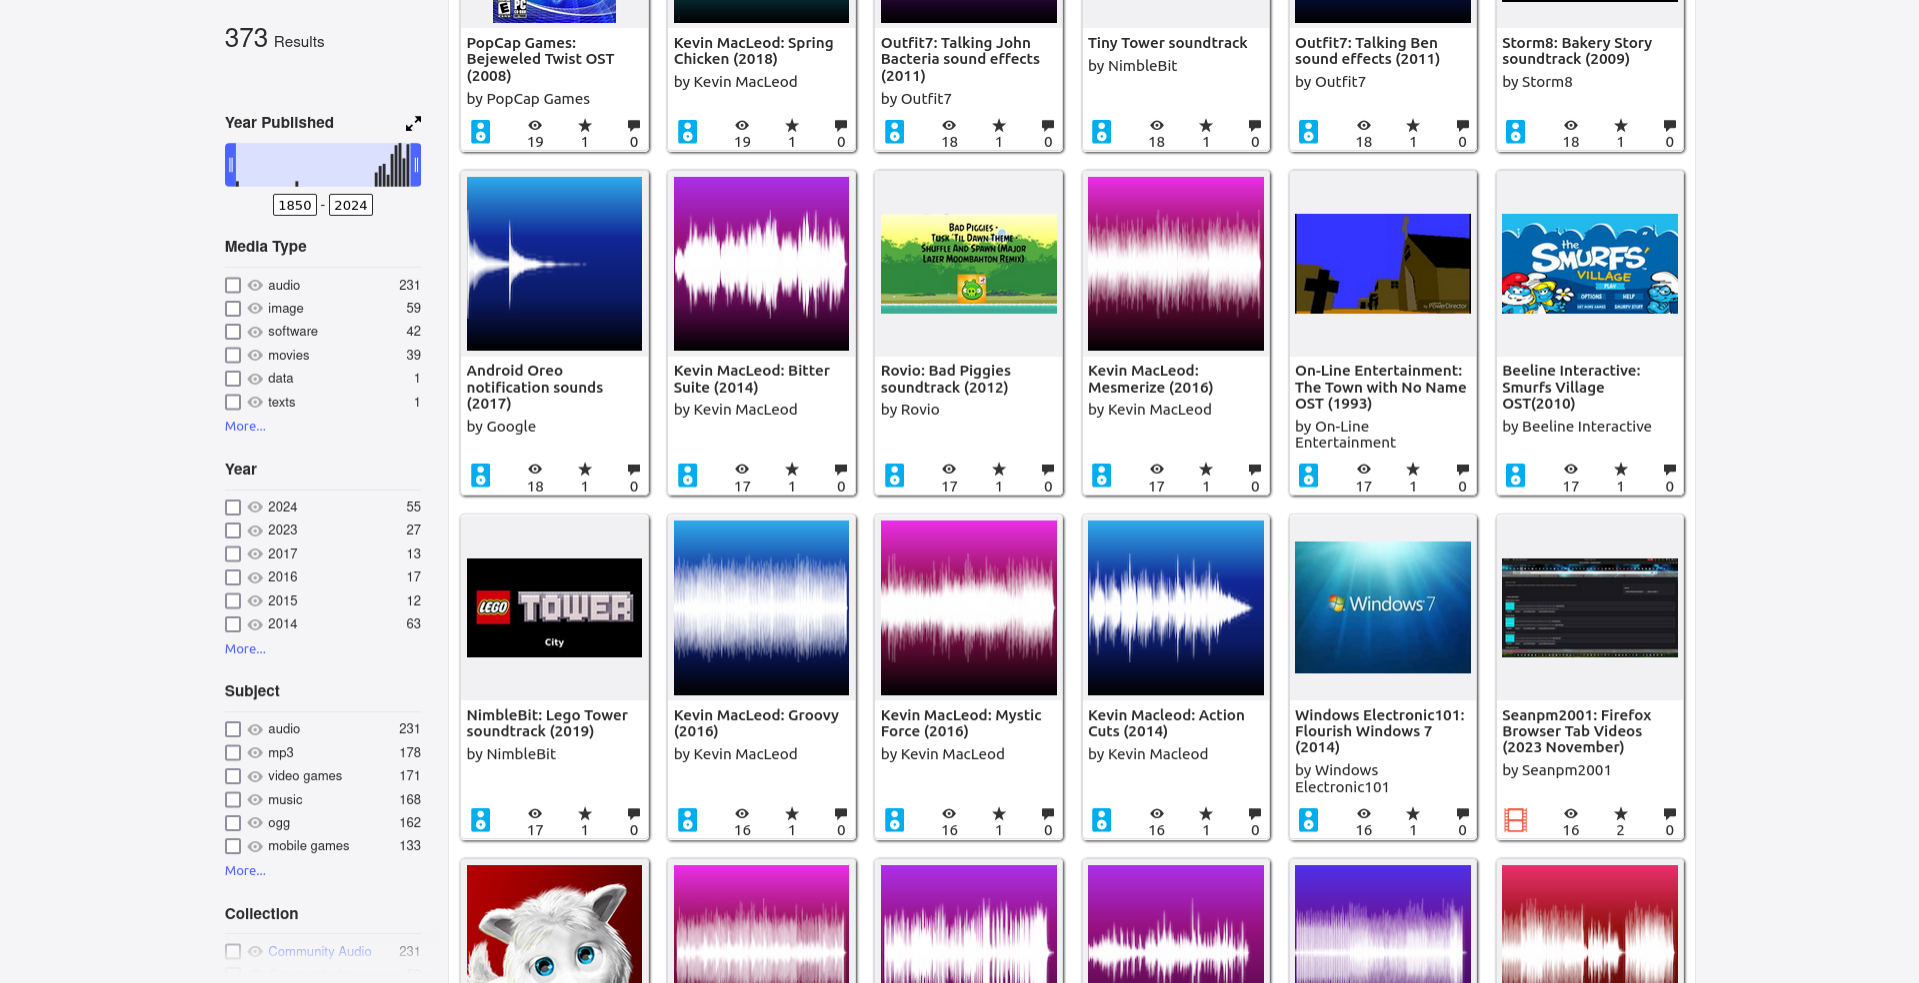 373 Results
Year Published
1850 - 2024
Media Type
audio 231
image 59
software 42
movies 39
data 1
texts 1
More...
Year
2024 55
2023 27
2017 13
2016 17
2015 12
2014 63
More...
Subject
audio 231
mp3 178
video games 171
music 168
ogg 162
mobile games 133
More...
Collection
Community Audio 231
PC
PopCap Games:
Bejeweled Twist OST
(2008)
by PopCap Games
19 1 0
Kevin MacLeod: Spring
Chicken (2018)
by Kevin MacLeod
19 1 0
Outfit7: Talking John
Bacteria sound effects
(2011)
by Outfit7
18 1 0
Tiny Tower soundtrack
by NimbleBit
18 1 0
Outfit7: Talking Ben
sound effects (2011)
by Outfit7
18 1 0
Storm8: Bakery Story
soundtrack (2009)
by Storm8
18 1 0
Android Oreo
notification sounds
(2017)
by Google
18 1 0
Kevin MacLeod: Bitter
Suite (2014)
by Kevin MacLeod
17 1 0
Bad Piggies -
Tusk 'Til Dawn Theme
Shuffle And Spawn (Major
Lazer Moombahton Remix)
Rovio: Bad Piggies
soundtrack (2012)
by Rovio
17 1 0
Kevin MacLeod:
Mesmerize (2016)
by Kevin MacLeod
17 1 0
PowerDirector
On-Line Entertainment:
The Town with No Name
OST (1993)
by On-Line
Entertainment
17 1 0
the
SMURFS'
VILLAGE
PLAY
OPTIONS HELP
Beeline Interactive:
Smurfs Village
OST(2010)
by Beeline Interactive
17 1 0
LEGO TOWER
City
NimbleBit: Lego Tower
soundtrack (2019)
by NimbleBit
17 1 0
Kevin MacLeod: Groovy
(2016)
by Kevin MacLeod
16 1 0
Kevin MacLeod: Mystic
Force (2016)
by Kevin MacLeod
16 1 0
Kevin Macleod: Action
Cuts (2014)
by Kevin Macleod
16 1 0
Windows 7
Windows Electronic101:
Flourish Windows 7
(2014)
by Windows
Electronic101
16 1 0
Seanpm2001: Firefox
Browser Tab Videos
(2023 November)
by Seanpm2001
16 2 0